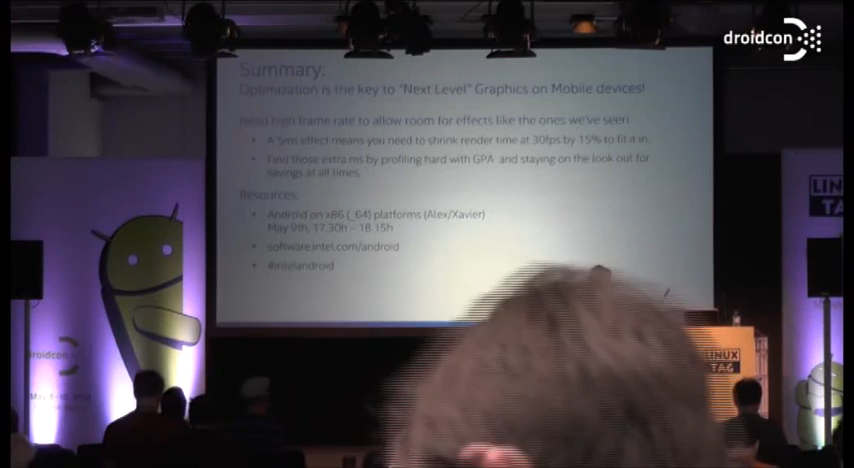 droidcon
Summary:
Optimization is the key to "Next Level" Graphics on Mobile devices!
Need high frame rate to allow room for effects like the ones we've seen
• A 5ms effect means you need to shrink render time at 30fps by 15% to fit it in.
• Find those extra ms by profiling hard with GPA and staying on the look out for
savings at all times.
Resources:
• Android on x86 (_64) platforms (Alex/Xavier)
May 9th, 17.30h – 18.15h
• software.intel.com/android
• #intelandroid
LIN
TA
droidcon
LINUX
TAG